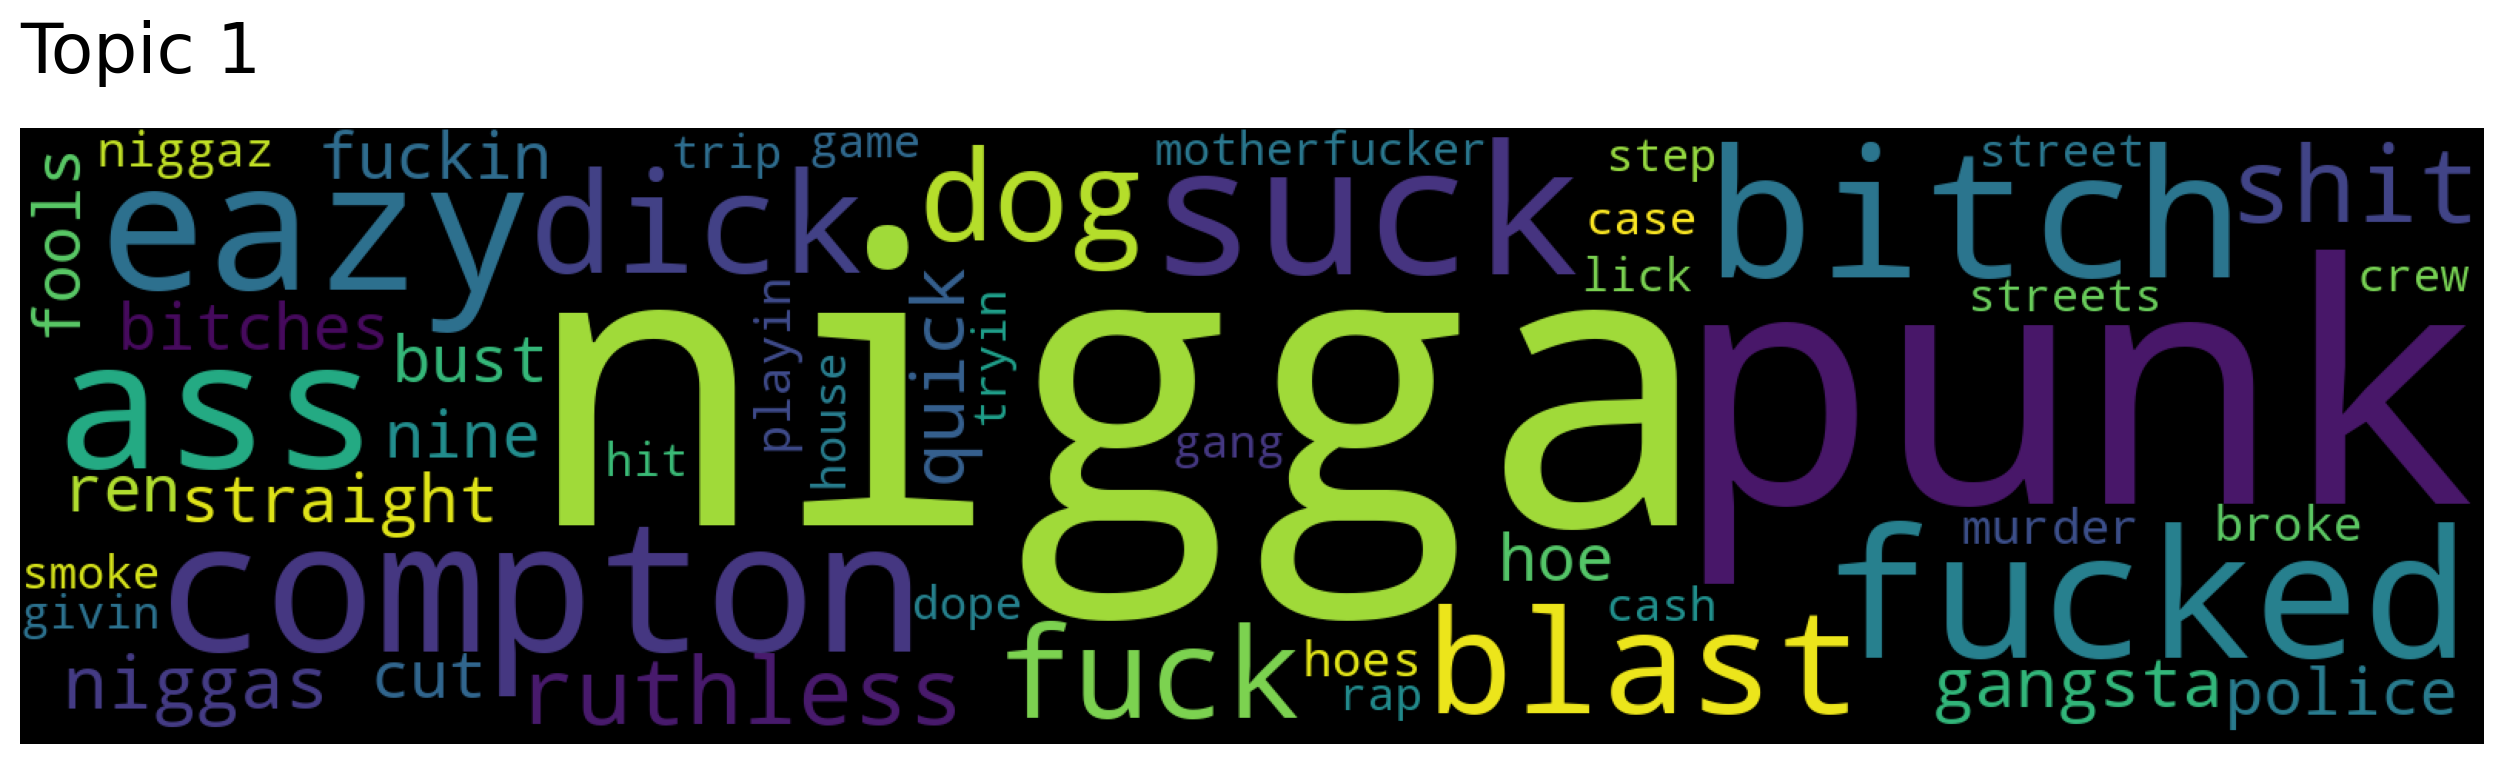 Topic 1
niggaz
fuckin
trip
game
motherfucker
step
street
shit
fools
eazy
dick
dog
suck
case
bitch
lick
streets
crew
bitches
bust
nigga
playin
house
quick
tryin
punk
ass
nine
hit
gang
ren
straight
smoke
compton
dope
hoe
murder
broke
givin
cash
fucked
niggas
cut
ruthless
fuck
hoes
rap
blast
gangsta
police